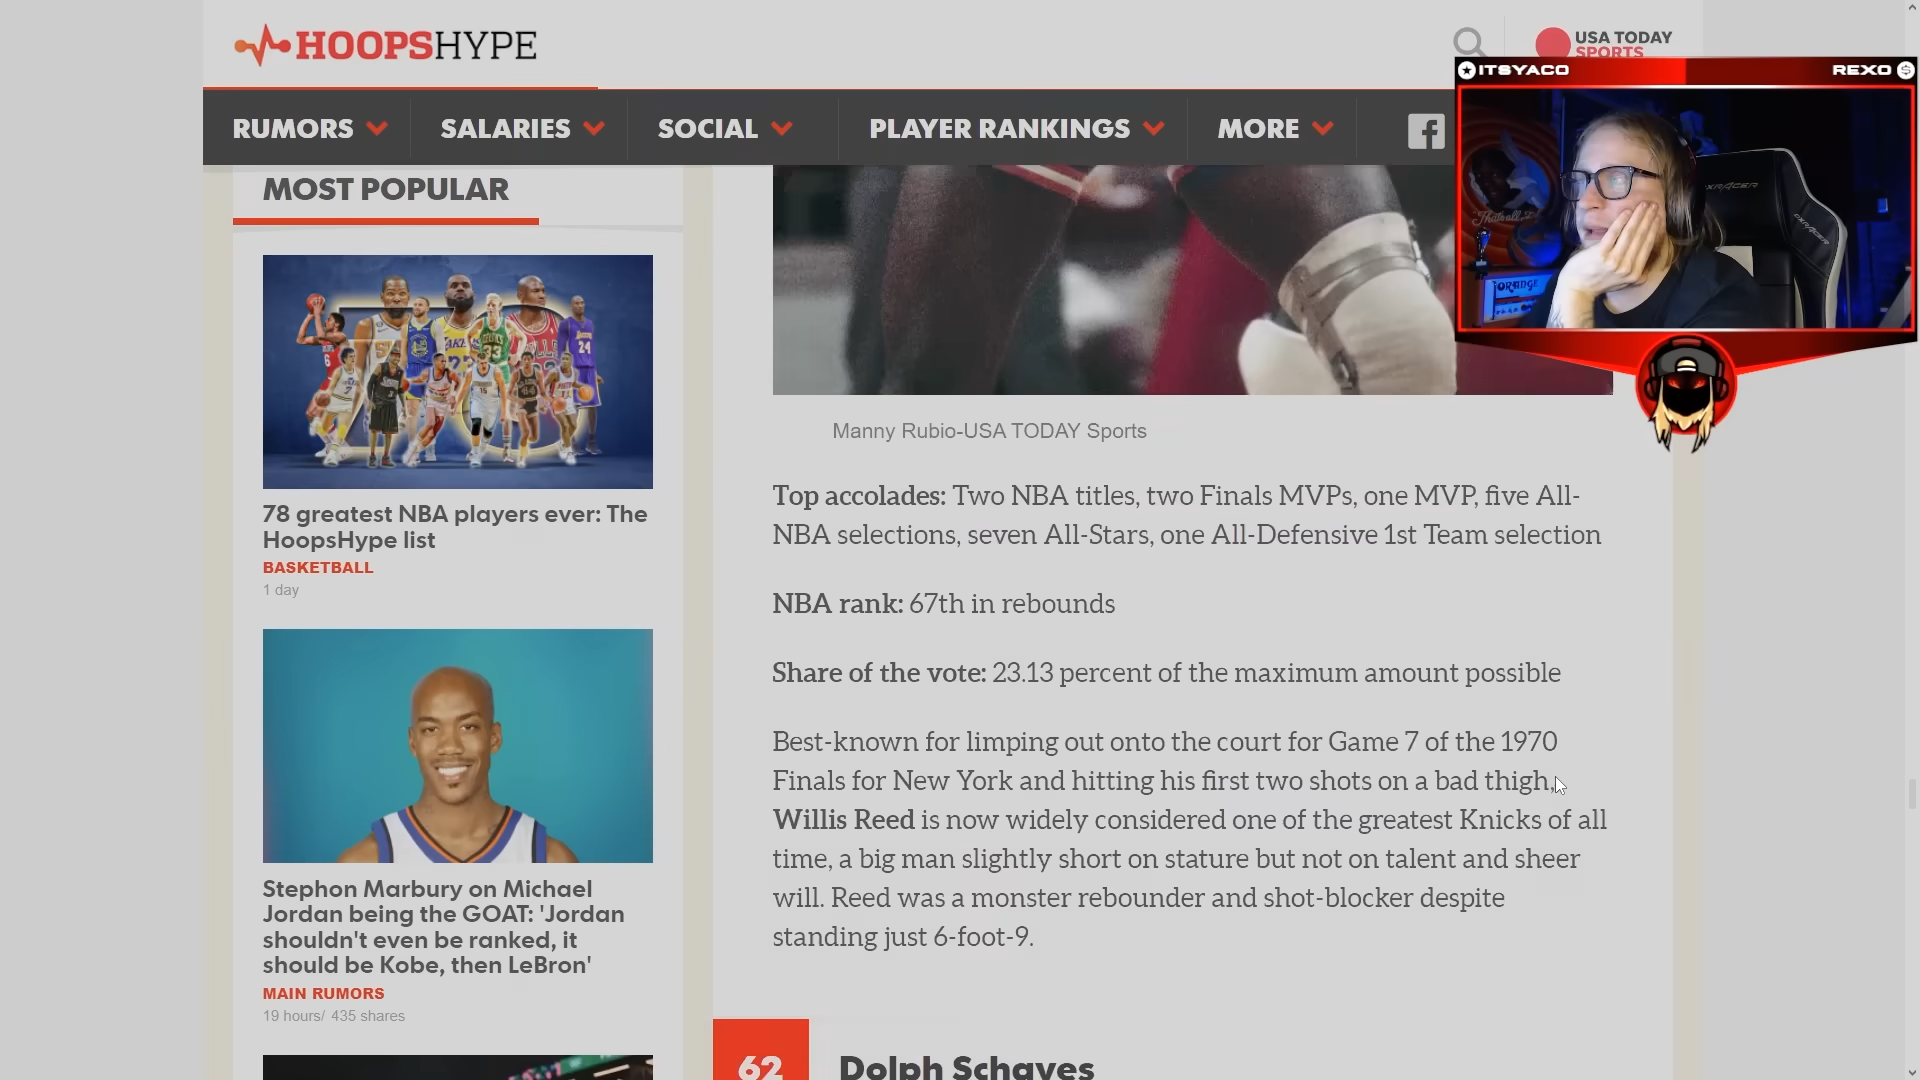 HOOPSHYPE
USA TODAY
SPORTS
ITSYACO
REXO
RUMORS
SALARIES
SOCIAL
PLAYER RANKINGS
MORE
MOST POPULAR
78 greatest NBA players ever: The
HoopsHype list
BASKETBALL
1 day
Stephon Marbury on Michael
Jordan being the GOAT: 'Jordan
shouldn't even be ranked, it
should be Kobe, then LeBron'
MAIN RUMORS
19 hours/ 435 shares
Manny Rubio-USA TODAY Sports
Top accolades: Two NBA titles, two Finals MVPs, one MVP, five All-
NBA selections, seven All-Stars, one All-Defensive 1st Team selection
NBA rank: 67th in rebounds
Share of the vote: 23.13 percent of the maximum amount possible
Best-known for limping out onto the court for Game 7 of the 1970
Finals for New York and hitting his first two shots on a bad thigh,
Willis Reed is now widely considered one of the greatest Knicks of all
time, a big man slightly short on stature but not on talent and sheer
will. Reed was a monster rebounder and shot-blocker despite
standing just 6-foot-9.
62
Dolph Schayes